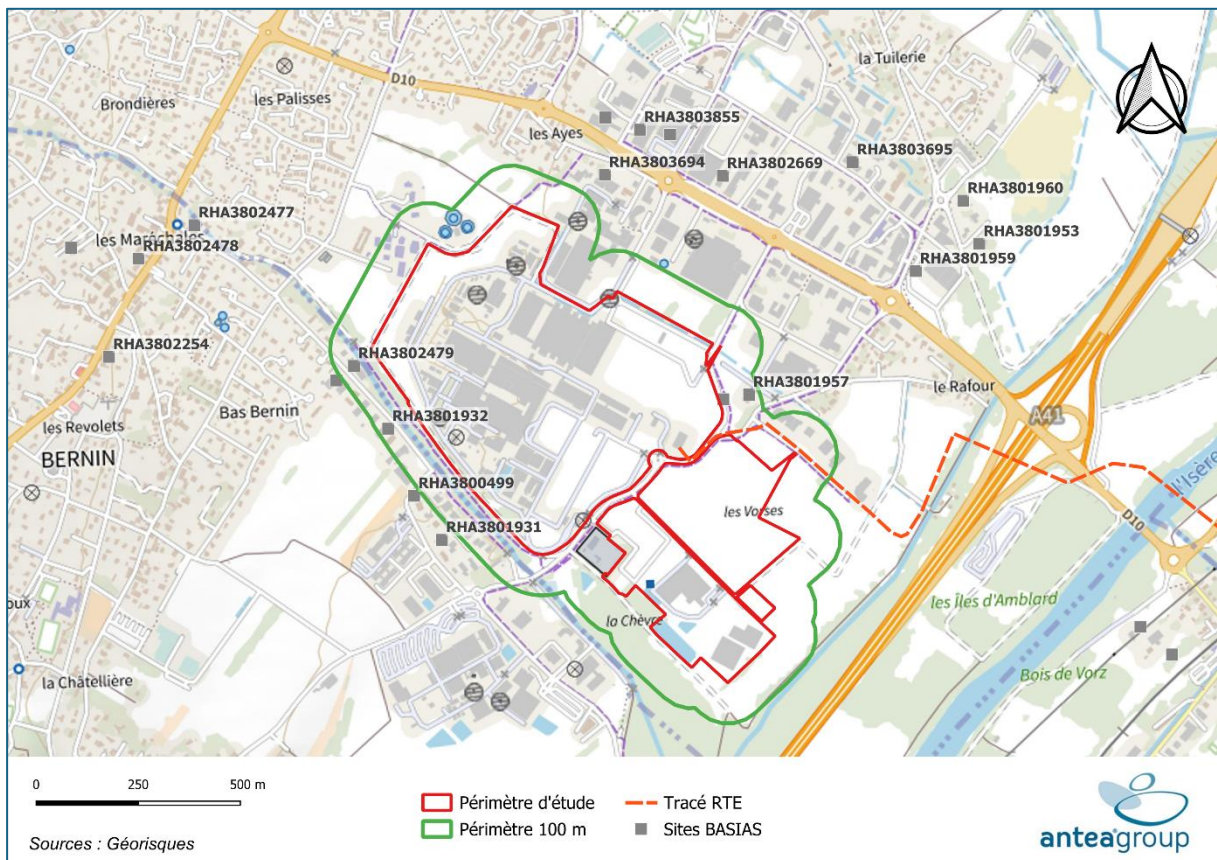 la Tuilerie
D10
les Palisses
Brondières
les Ayes
RHA3803855
RHA3803694
RHA3802669
RHA3803695
RHA3801960
RHA3802477
les Maréchales
RHA3802478
RHA3801953
RHA3801959
RHA3802254
RHA3802479
RHA3801957
le Rafour
Bas Bernin
RHA3801932
A41
les Revolets
BERNIN
l'Isère
RHA3800499
les Vorses
D10
RHA3801931
les Îles d'Amblard
oux
la Chèvre
Bois de Vorz
la Châtellière
0 250 500 m
Périmètre d'étude
Tracé RTE
Périmètre 100 m
Sites BASIAS
Sources : Géorisques
anteagroup